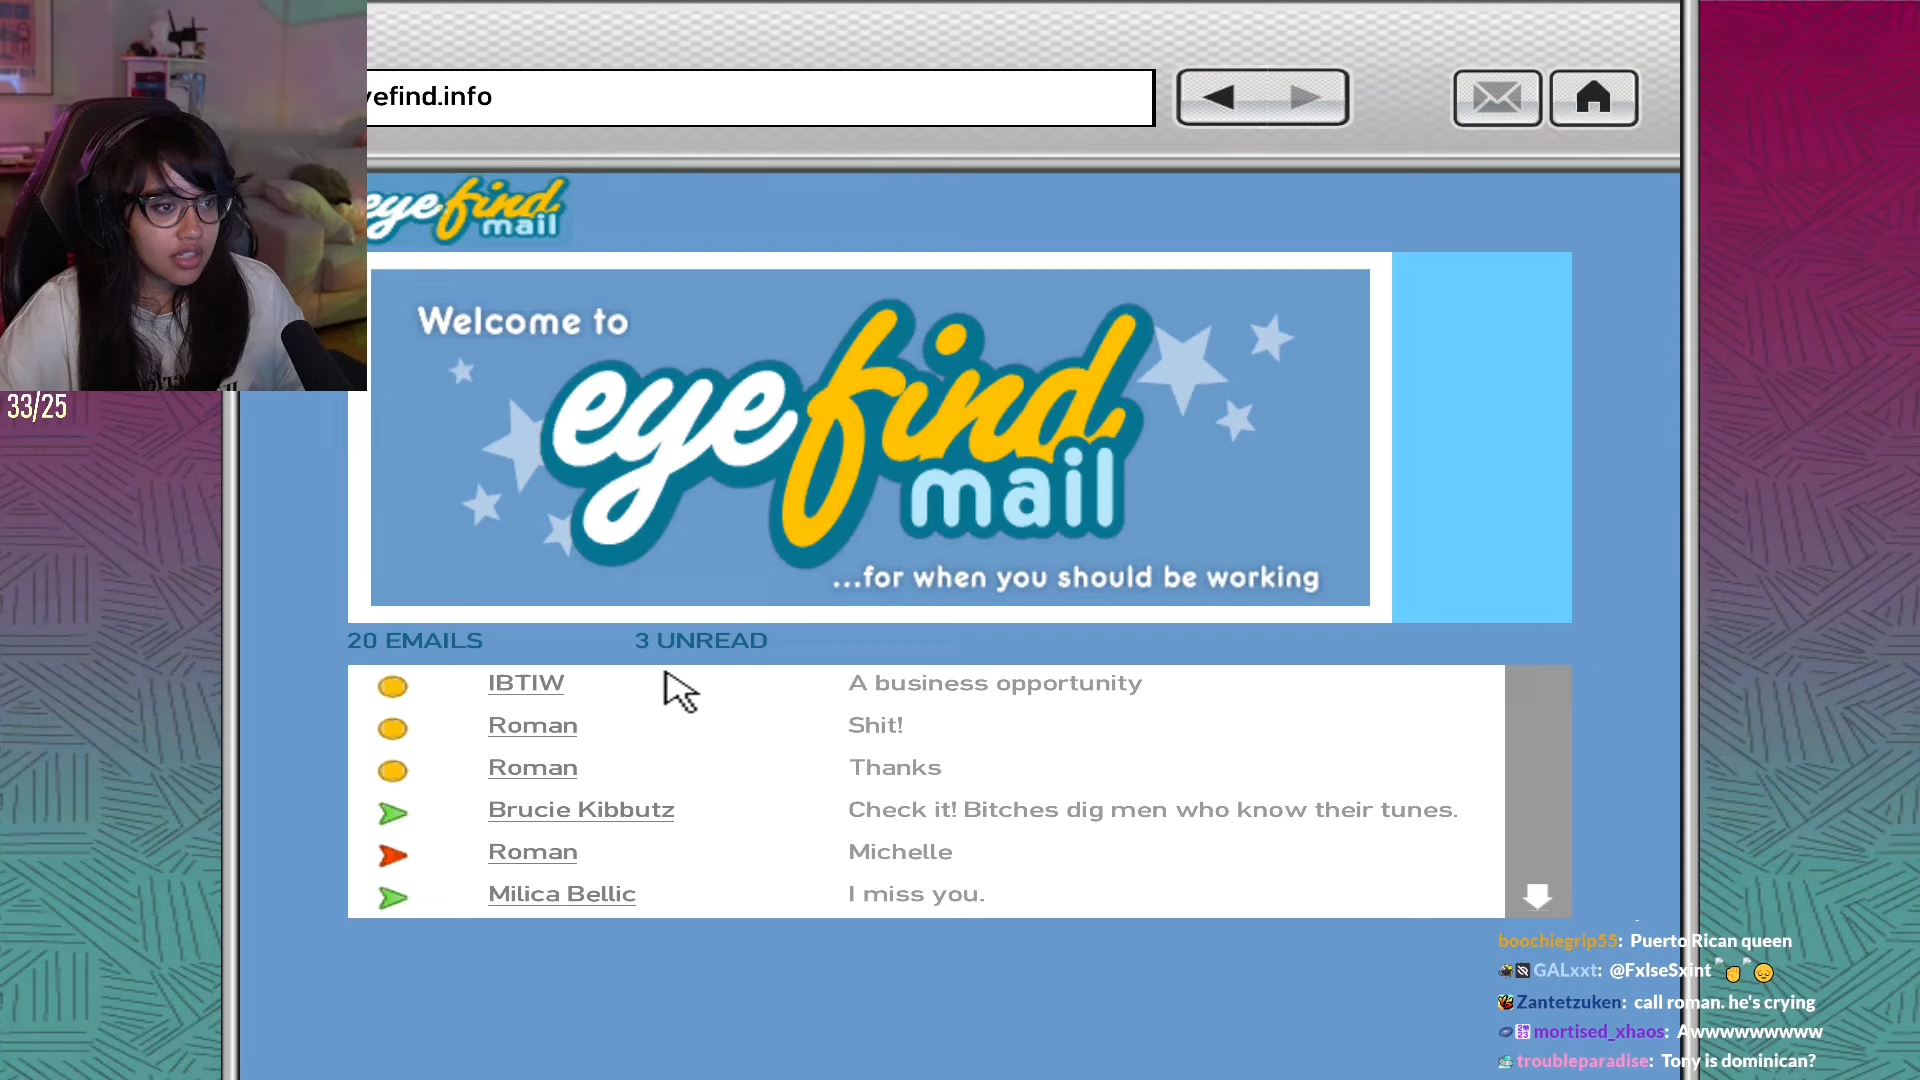 yefind.info
eyefind
mail
Welcome to
eyefind
mail
...for when you should be working
33/25
20 EMAILS 3 UNREAD
IBTIW A business opportunity
Roman Shit!
Roman Thanks
Brucie Kibbutz Check it! Bitches dig men who know their tunes.
Roman Michelle
Milica Bellic I miss you.
boochiegrip55: Puerto Rican queen
GALxxt: @FxlseSxint
Zantetzuken: call roman. he's crying
mortised_xhaos: Awwwwwwwww
troubleparadise: Tony is dominican?